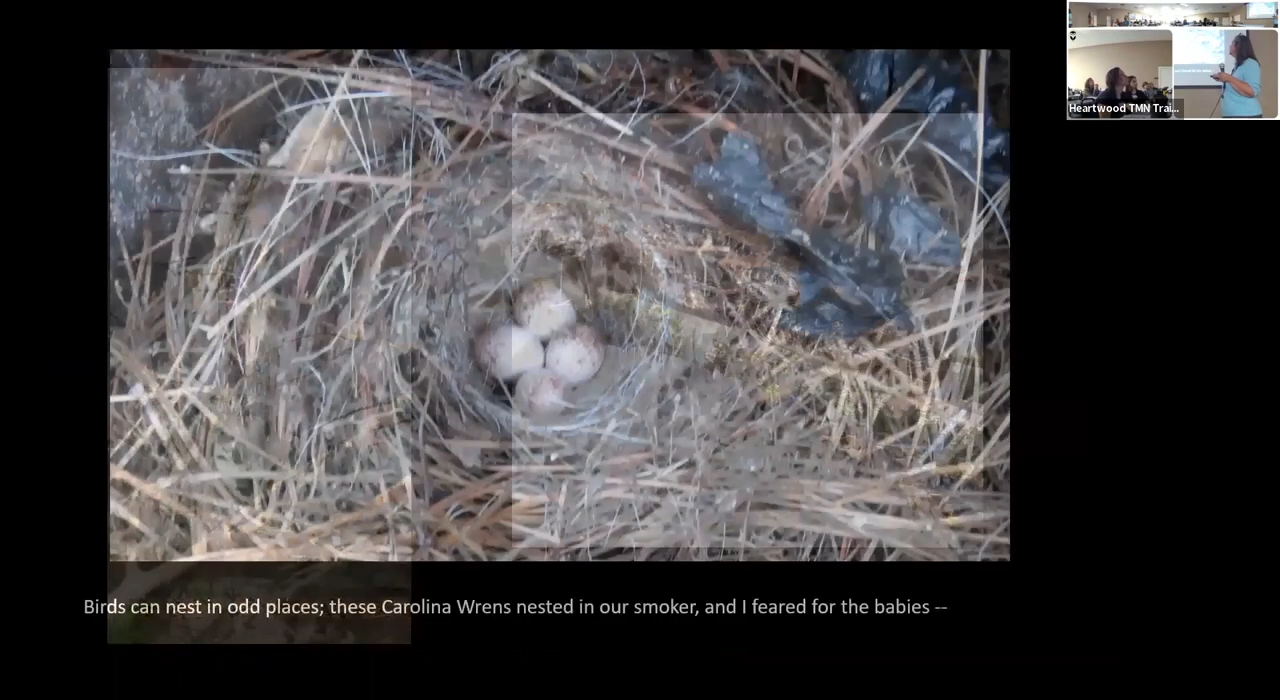 Heartwood TMN Trai...
Birds can nest in odd places; these Carolina Wrens nested in our smoker, and I feared for the babies --